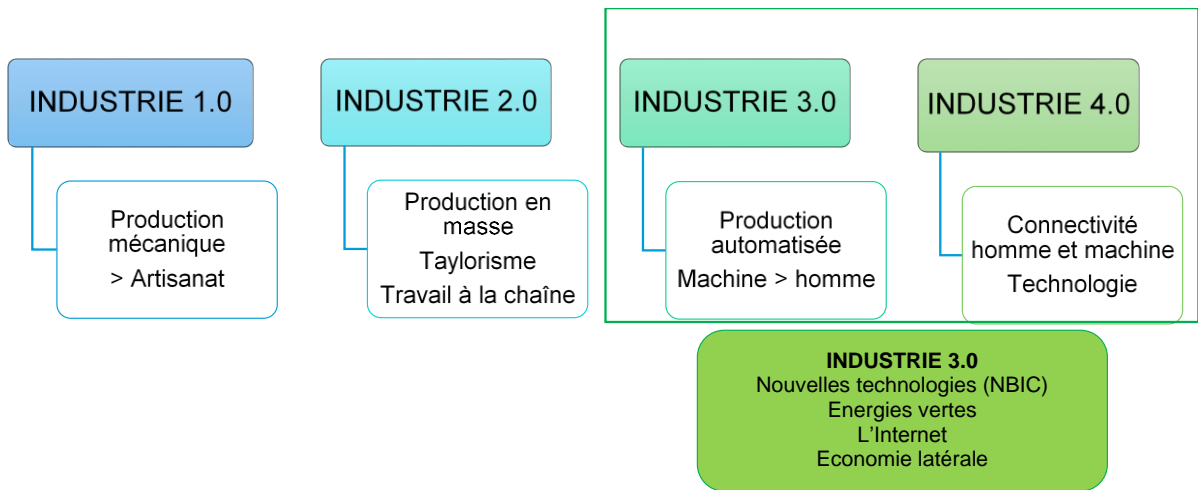 INDUSTRIE 1.0
Production
mécanique
> Artisanat
INDUSTRIE 2.0
Production en
masse
Taylorisme
Travail à la chaîne
INDUSTRIE 3.0
Production
automatisée
Machine > homme
INDUSTRIE 4.0
Connectivité
homme et machine
Technologie
INDUSTRIE 3.0
Nouvelles technologies (NBIC)
Energies vertes
L’Internet
Economie latérale